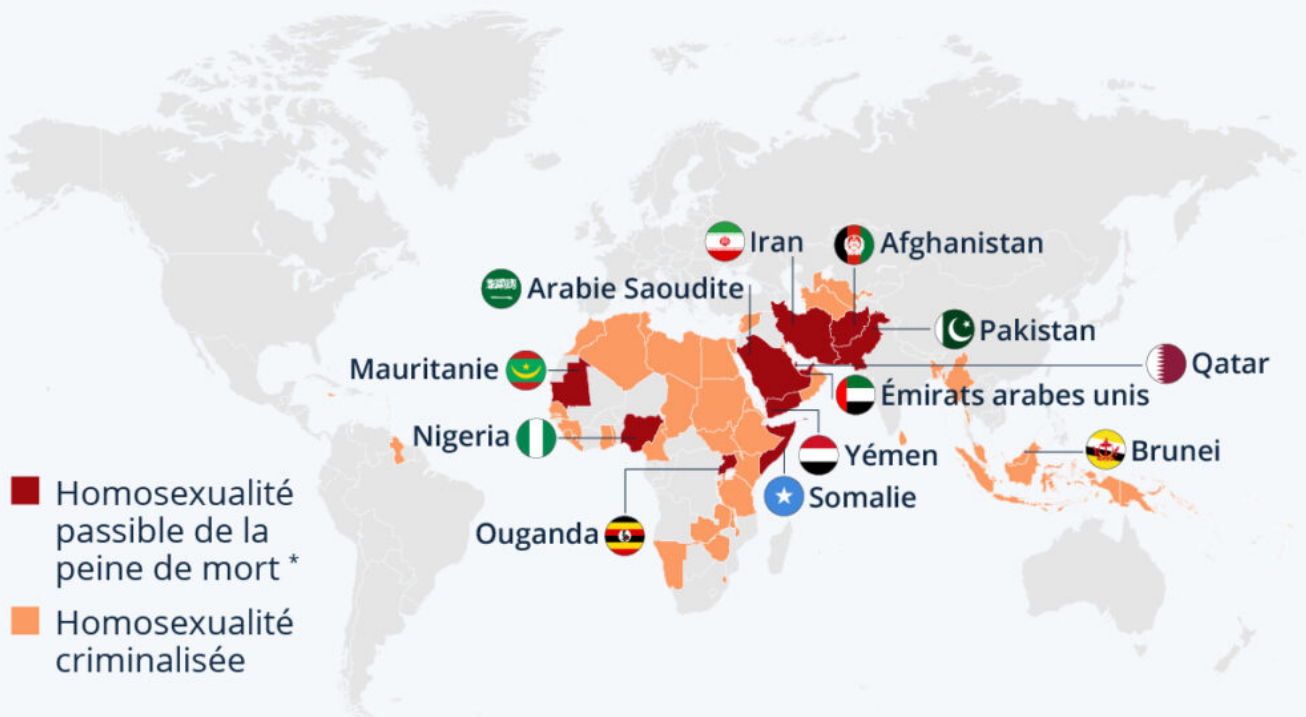 Iran
Afghanistan
Arabie Saoudite
Pakistan
Mauritanie
Qatar
Émirats arabes unis
Nigeria
Yémen
Brunei
Somalie
Ouganda
Homosexualité
passible de la
peine de mort *
Homosexualité
criminalisée